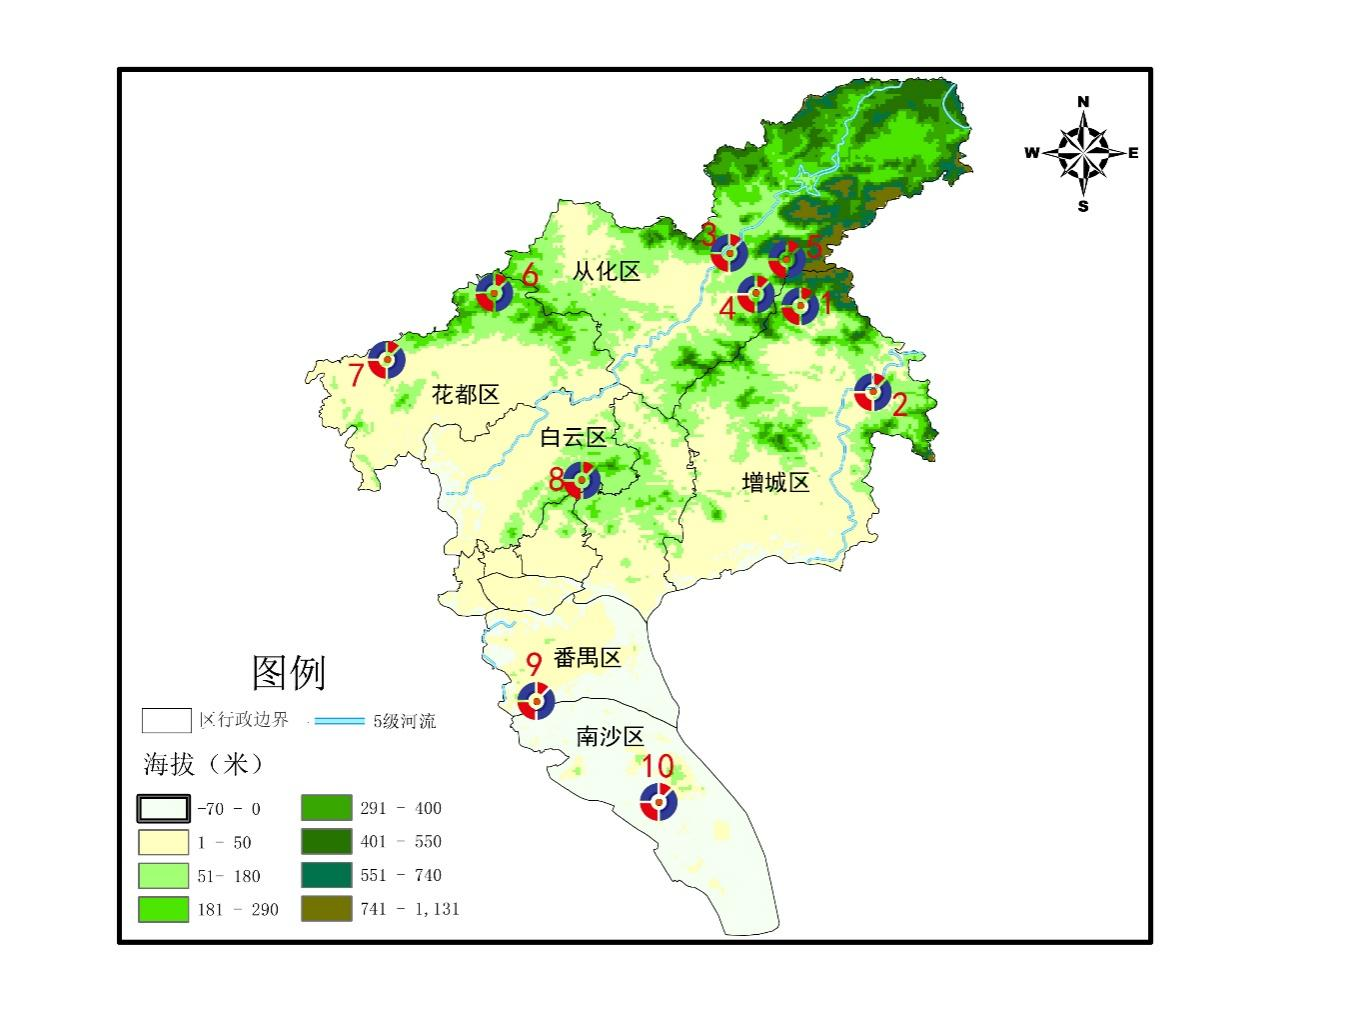 N
W E
S
3
5
从化区
6
4
1
7
花都区
2
白云区
8
增城区
9
番禺区
南沙区
10
图例
区行政边界 5级河流
海拔（米）
-70 - 0 291 - 400
1 - 50 401 - 550
51- 180 551 - 740
181 - 290 741 - 1,131